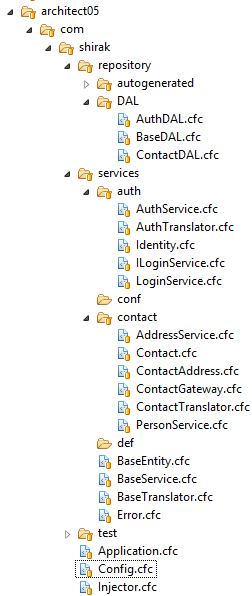 architect05
com
shirak
repository
autogenerated
DAL
AuthDAL.cfc
BaseDAL.cfc
ContactDAL.cfc
services
auth
AuthService.cfc
AuthTranslator.cfc
Identity.cfc
ILoginService.cfc
LoginService.cfc
conf
contact
AddressService.cfc
Contact.cfc
ContactAddress.cfc
ContactGateway.cfc
ContactTranslator.cfc
PersonService.cfc
def
BaseEntity.cfc
BaseService.cfc
BaseTranslator.cfc
Error.cfc
test
Application.cfc
Config.cfc
Injector.cfc